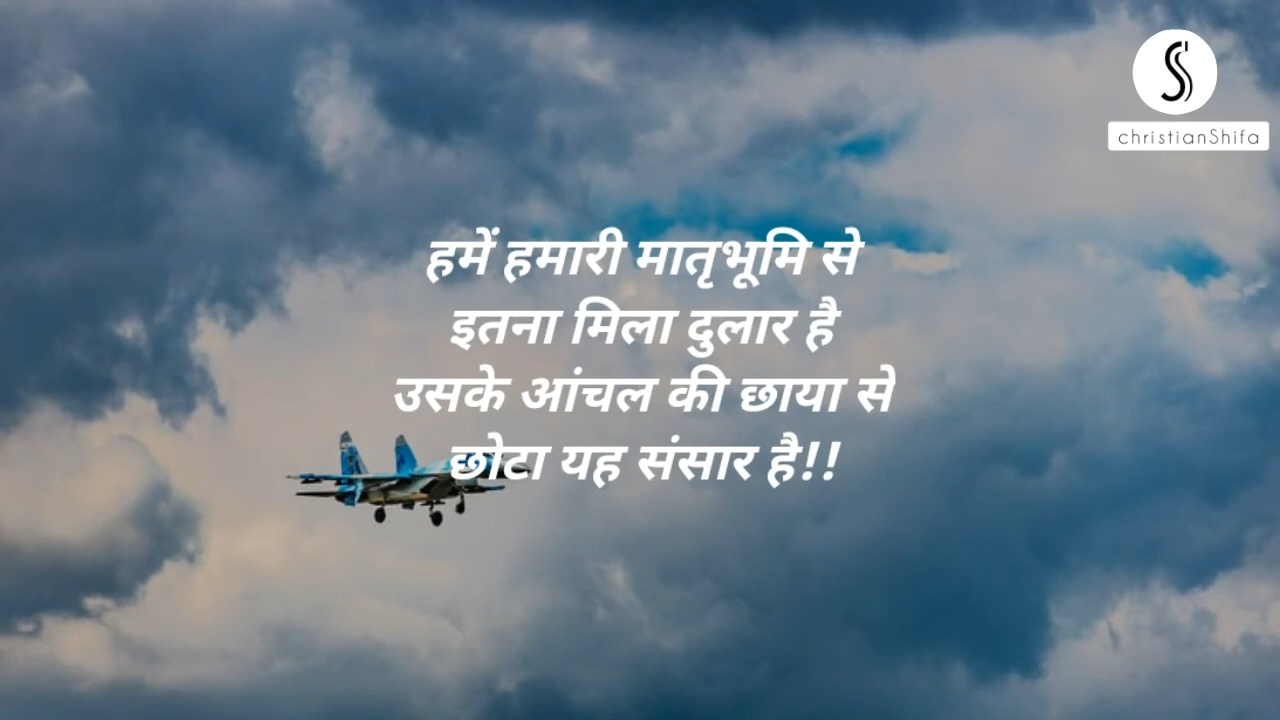 christianShifa
हमें हमारी मातृभूमि से
इतना मिला दुलार है
उसके आंचल की छाया से
छोटा यह संसार है!!